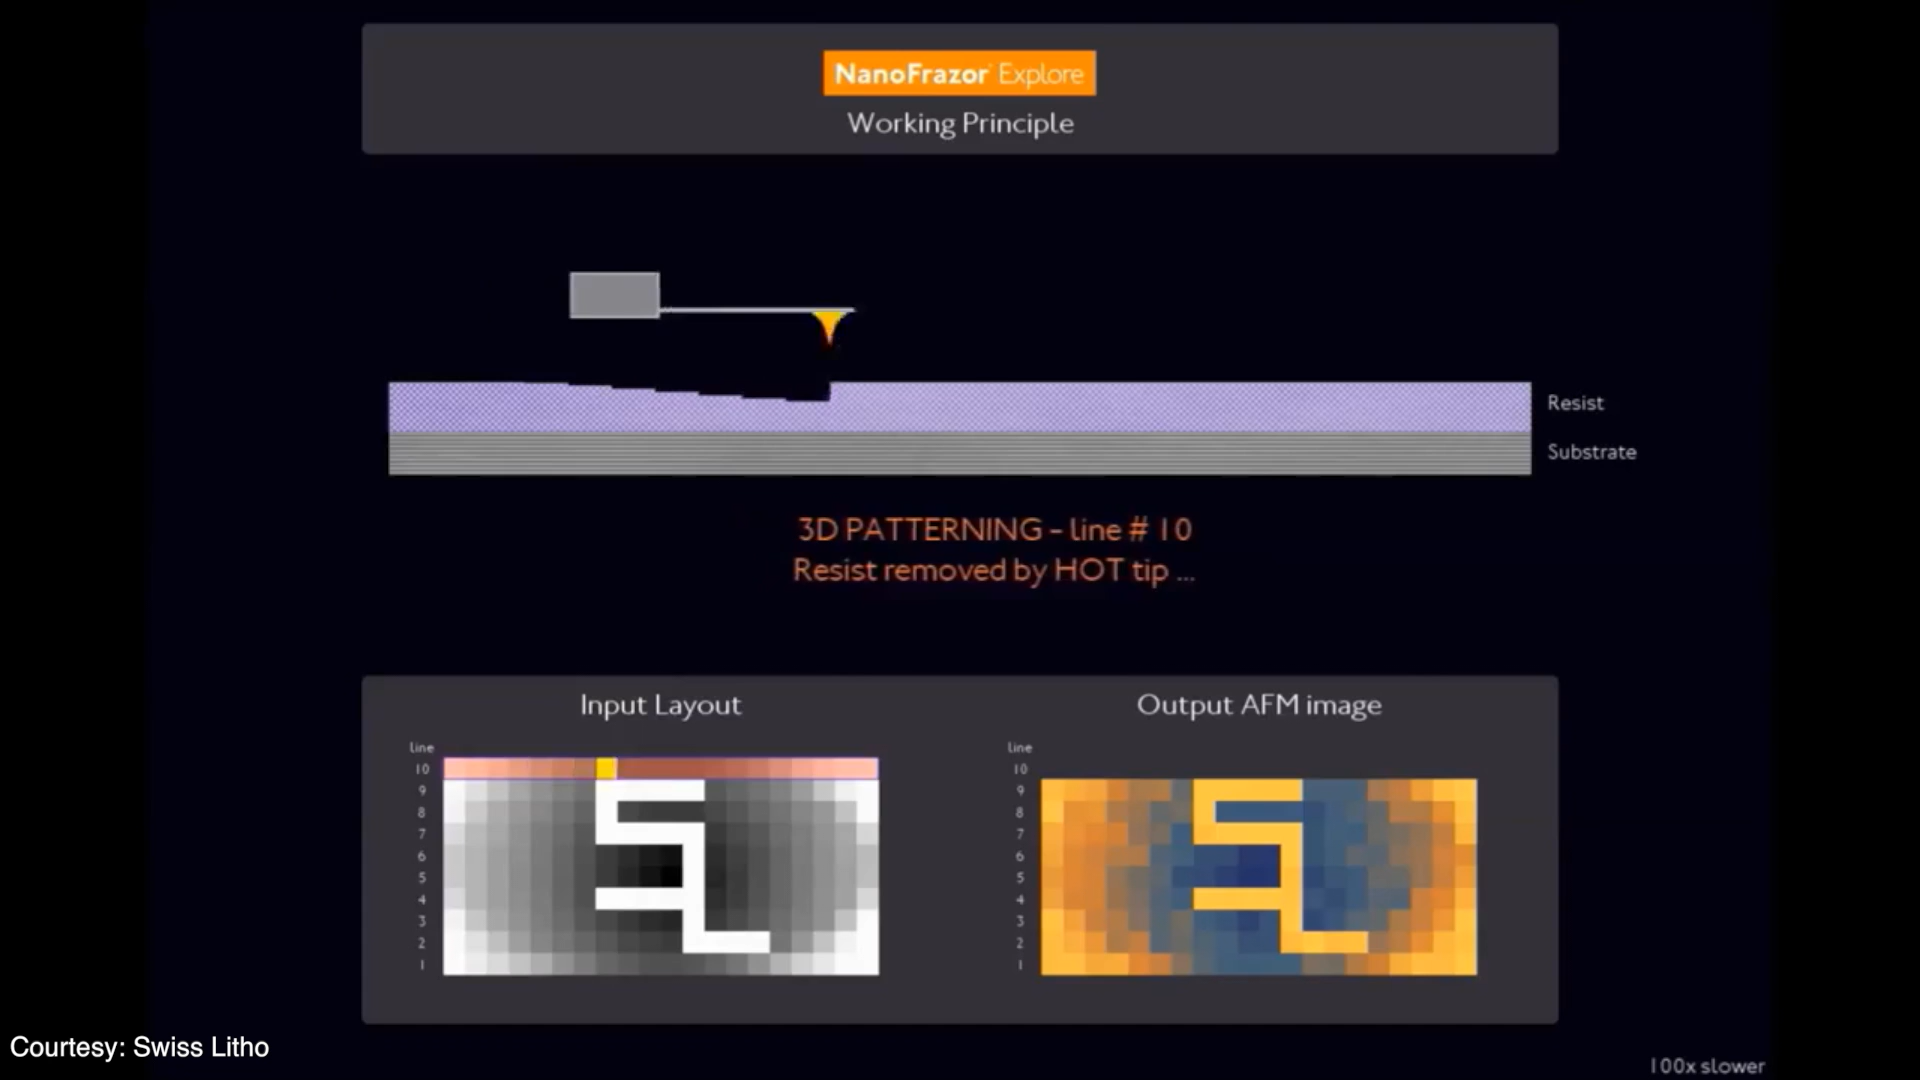 NanoFrazor Explore
Working Principle
Resist
Substrate
3D PATTERNING - line # 10
Resist removed by HOT tip ...
Input Layout
line
10
9
8
7
6
5
4
3
2
1
Output AFM image
line
10
9
8
7
6
5
4
3
2
1
Courtesy: Swiss Litho
100x slower